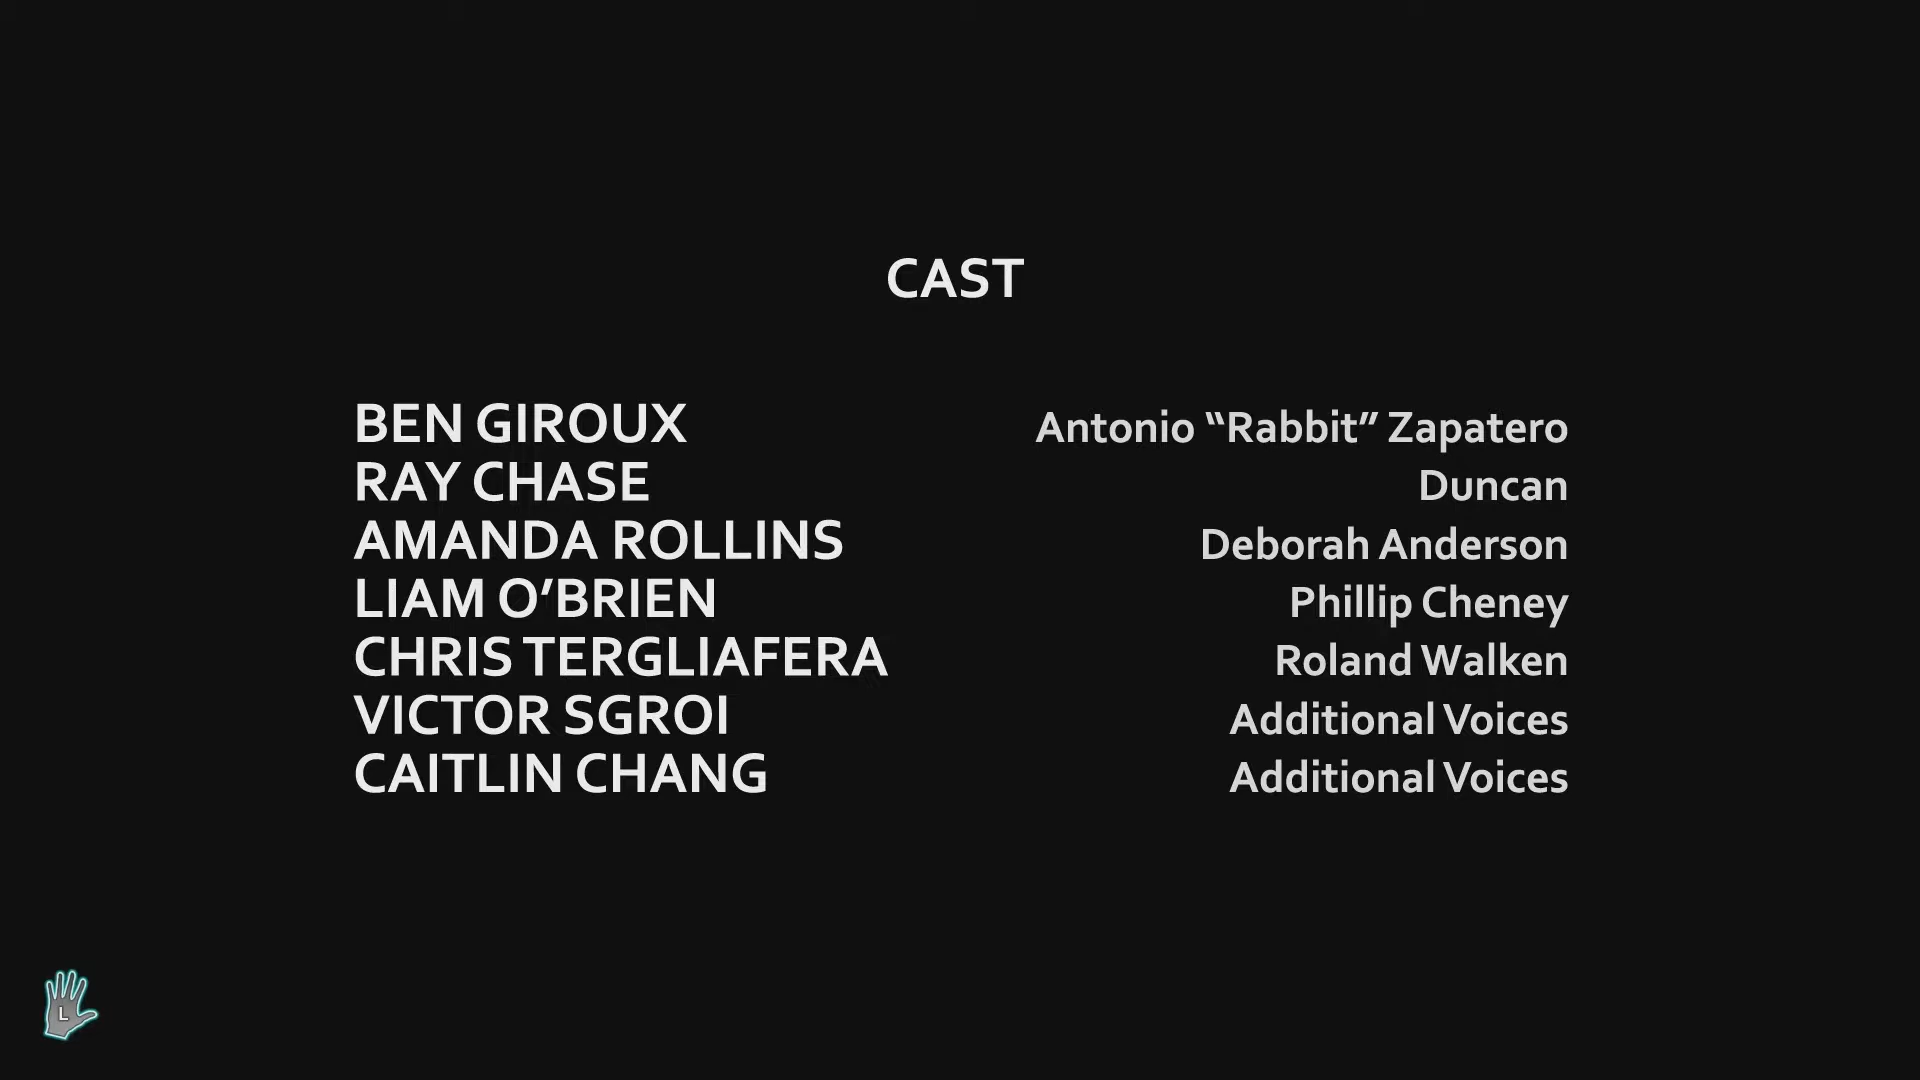 CAST
BEN GIROUX Antonio “Rabbit” Zapatero
RAY CHASE Duncan
AMANDA ROLLINS Deborah Anderson
LIAM O’BRIEN Phillip Cheney
CHRIS TERGLIAFERA Roland Walken
VICTOR SGROI Additional Voices
CAITLIN CHANG Additional Voices
L